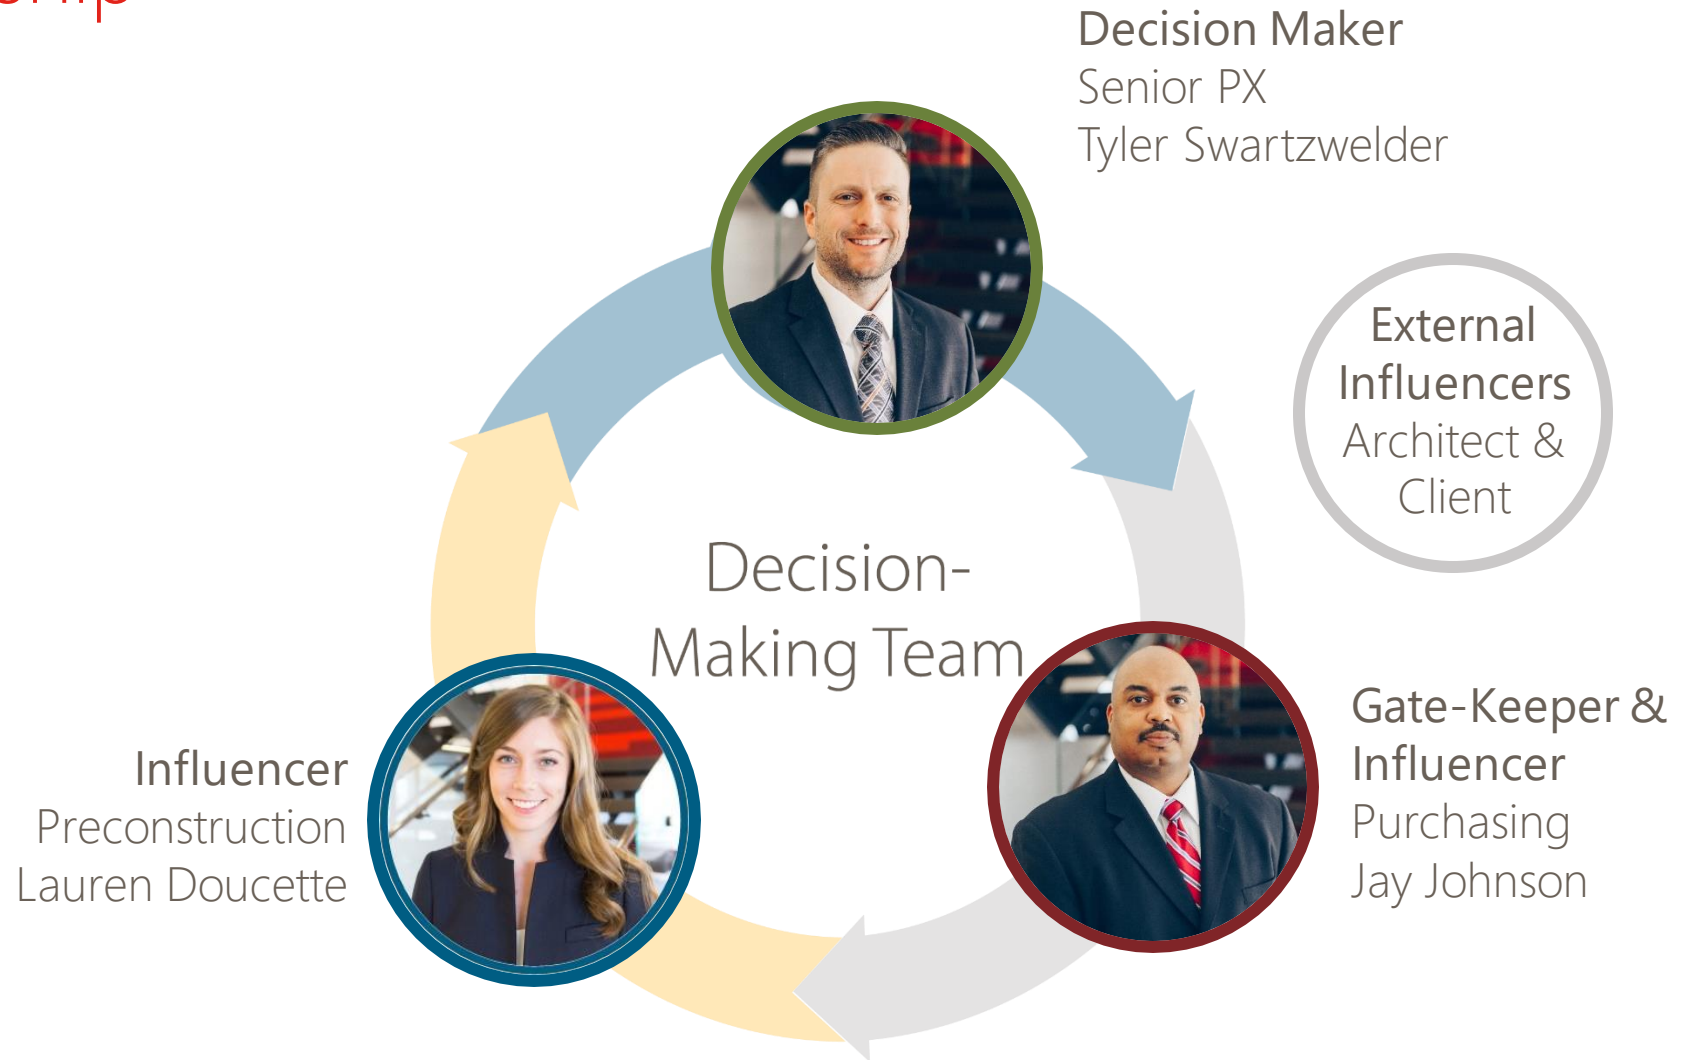 Decision Maker
Senior PX
Tyler Swartzwelder
External
Influencers
Architect &
Client
Decision-
Making Team
Gate-Keeper &
Influencer
Purchasing
Jay Johnson
Influencer
Preconstruction
Lauren Doucette